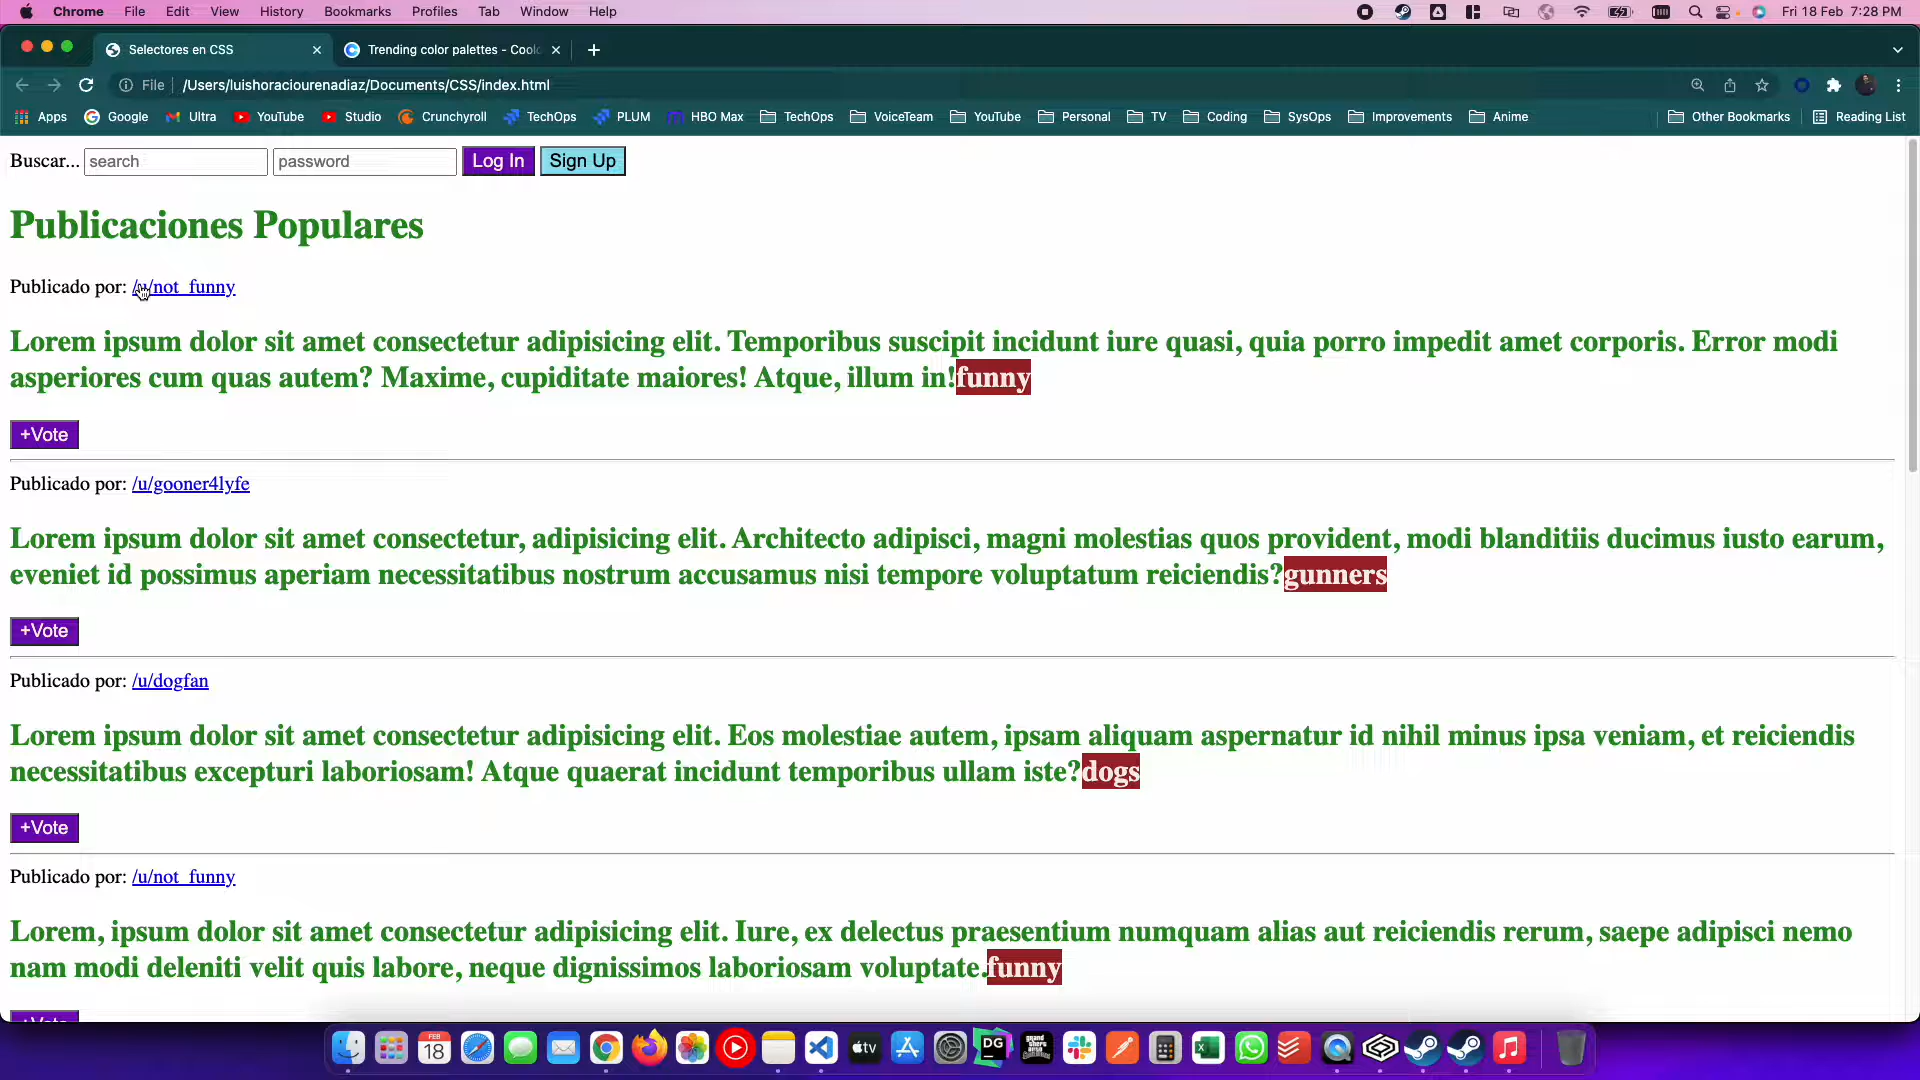 Chrome File Edit View History Bookmarks Profiles Tab Window Help Fri 18 Feb 7:28 PM
Selectores en CSS Trending color palettes - Coolo
File /Users/luishoraciourenadiaz/Documents/CSS/index.html
Apps Google Ultra YouTube Studio Crunchyroll TechOps PLUM HBO Max TechOps VoiceTeam YouTube Personal TV Coding SysOps Improvements Anime Other Bookmarks Reading List
Buscar... search password Log In Sign Up
Publicaciones Populares
Publicado por: /u/not_funny
Lorem ipsum dolor sit amet consectetur adipisicing elit. Temporibus suscipit incidunt iure quasi, quia porro impedit amet corporis. Error modi
asperiores cum quas autem? Maxime, cupiditate maiores! Atque, illum in!funny
+Vote
Publicado por: /u/gooner4lyfe
Lorem ipsum dolor sit amet consectetur, adipisicing elit. Architecto adipisci, magni molestias quos provident, modi blanditiis ducimus iusto earum,
eveniet id possimus aperiam necessitatibus nostrum accusamus nisi tempore voluptatum reiciendis?gunners
+Vote
Publicado por: /u/dogfan
Lorem ipsum dolor sit amet consectetur adipisicing elit. Eos molestiae autem, ipsam aliquam aspernatur id nihil minus ipsa veniam, et reiciendis
necessitatibus excepturi laboriosam! Atque quaerat incidunt temporibus ullam iste?dogs
+Vote
Publicado por: /u/not_funny
Lorem, ipsum dolor sit amet consectetur adipisicing elit. Iure, ex delectus praesentium numquam alias aut reiciendis rerum, saepe adipisci nemo
nam modi deleniti velit quis labore, neque dignissimos laboriosam voluptate.funny
+Vote
FEB
18
tv
DG